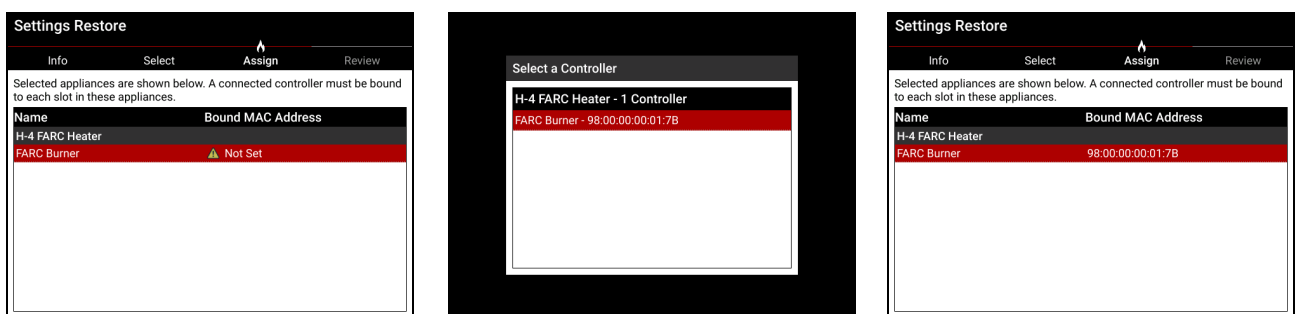 Settings Restore
Info Select Assign Review
Selected appliances are shown below. A connected controller must be bound
to each slot in these appliances.
Name Bound MAC Address
H-4 FARC Heater
FARC Burner Not Set
Select a Controller
H-4 FARC Heater - 1 Controller
FARC Burner - 98:00:00:00:01:7B
Settings Restore
Info Select Assign Review
Selected appliances are shown below. A connected controller must be bound
to each slot in these appliances.
Name Bound MAC Address
H-4 FARC Heater
FARC Burner 98:00:00:00:01:7B